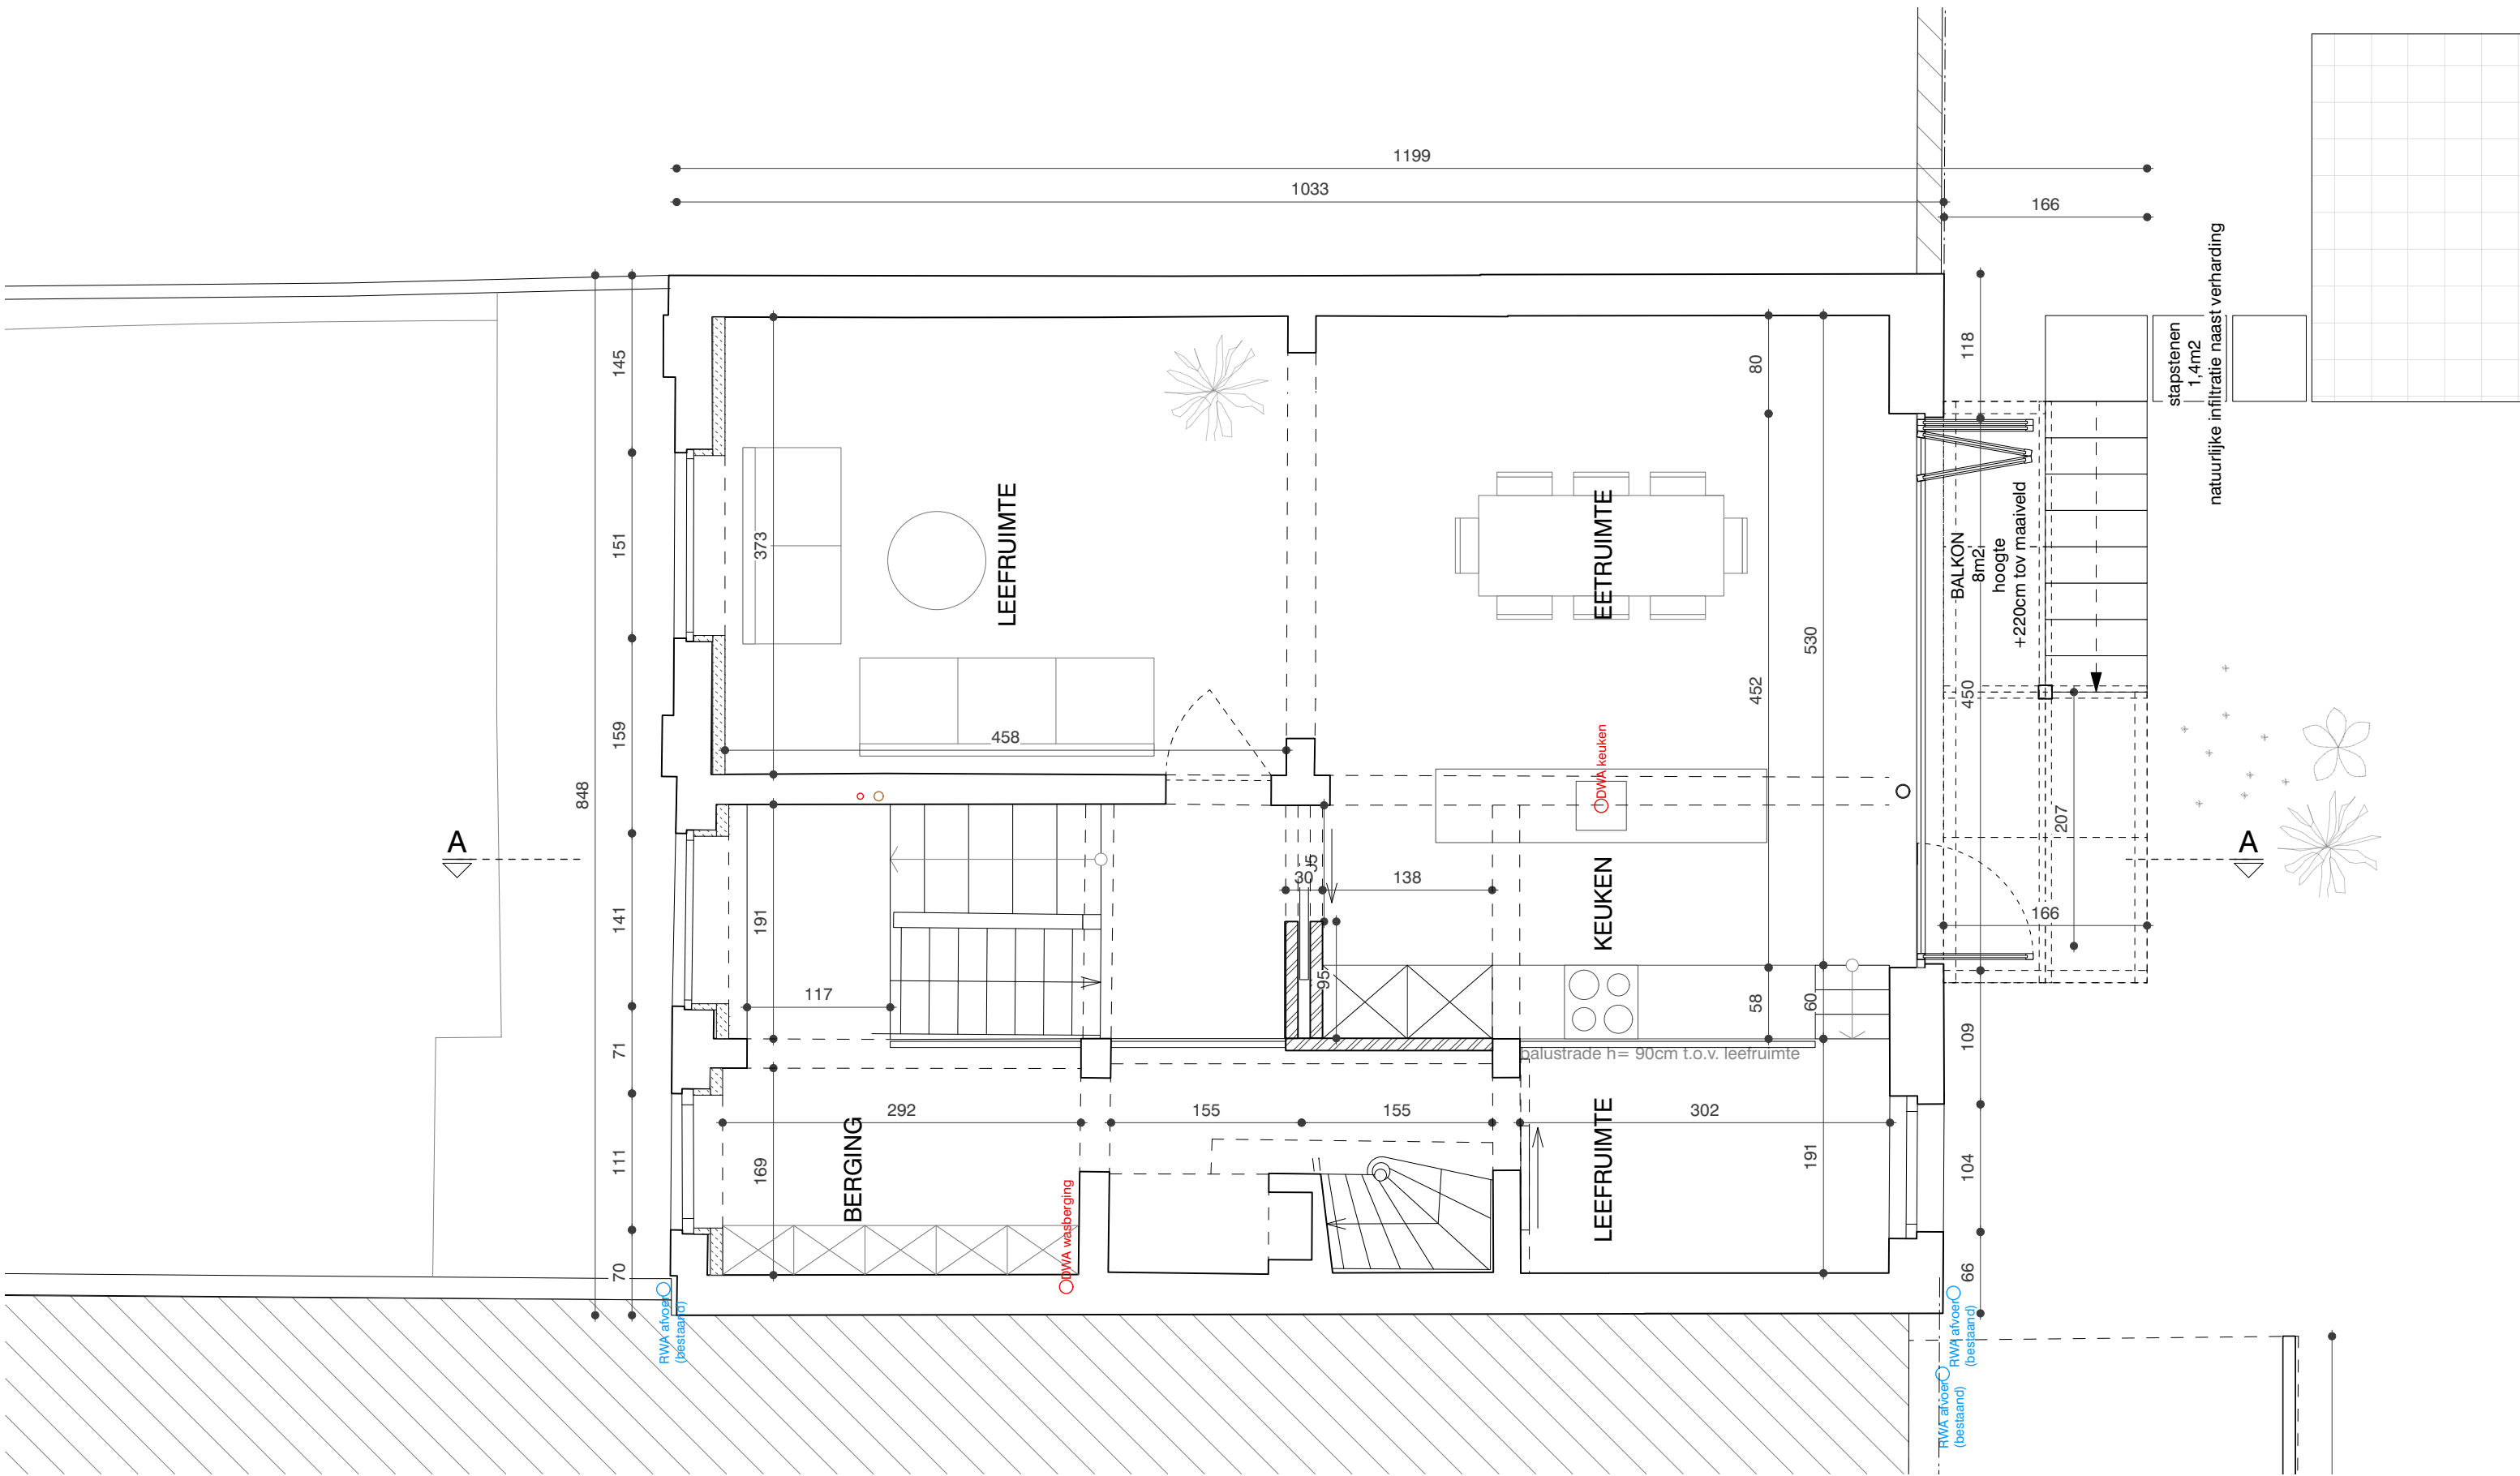 1199
1033
166
stapstenen
1,4m2
natuurlijke infiltratie naast verharding
145
151
159
848
141
71
111
70
373
LEEFRUIMTE
458
EETRUIMTE
80
452
530
58
60
118
450
109
104
66
BALKON
8m2
hoogte
+220cm tov maaiveld
207
166
A
A
DWA keuken
KEUKEN
30
138
95
191
117
balustrade h= 90cm t.o.v. leefruimte
292
155
155
302
169
191
BERGING
LEEFRUIMTE
DWA wasberging
RWA afvoer
(bestaand)
RWA afvoer
(bestaand)
RWA afvoer
(bestaand)